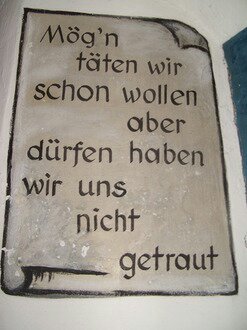 Mög'n
täten wir
schon wollen
aber
dürfen haben
wir uns
nicht
getraut